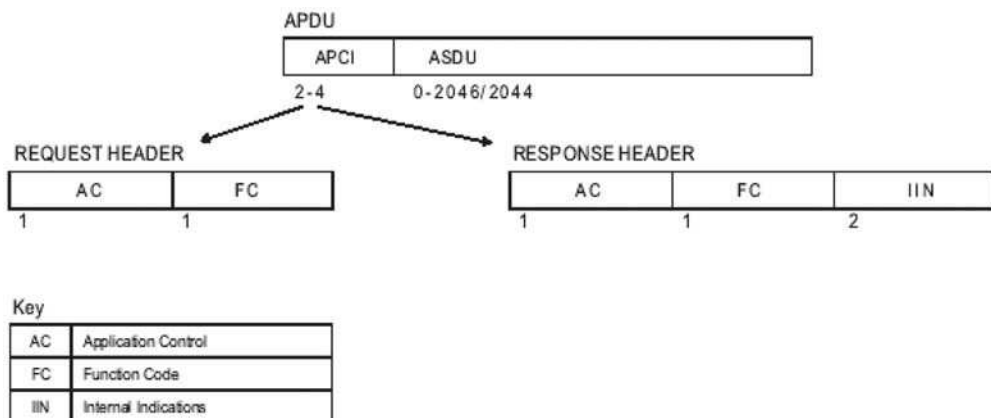 APDU
APCI ASDU
2-4 0-2046/2044
REQUEST HEADER RESPONSE HEADER
AC FC AC FC IIN
1 1 1 1 2
Key
AC Application Control
FC Function Code
IIN Internal Indications